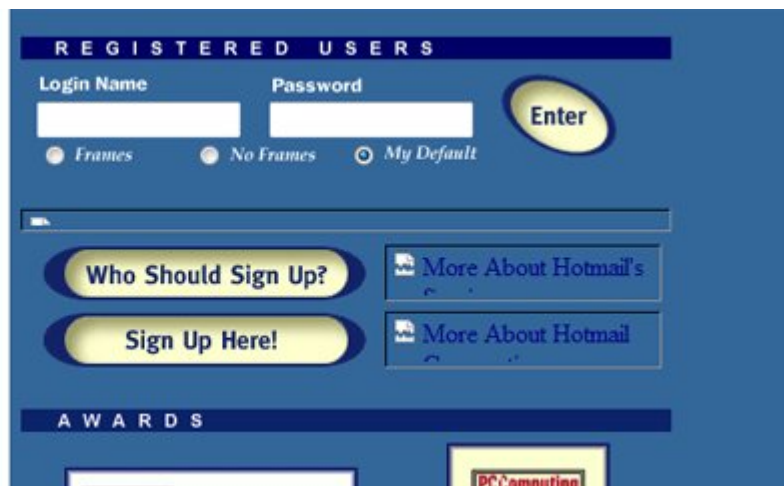 REGISTERED USERS
Login Name Password
Enter
Frames No Frames My Default
Who Should Sign Up?
More About Hotmail's
Sign Up Here!
More About Hotmail
AWARDS
PCComputing